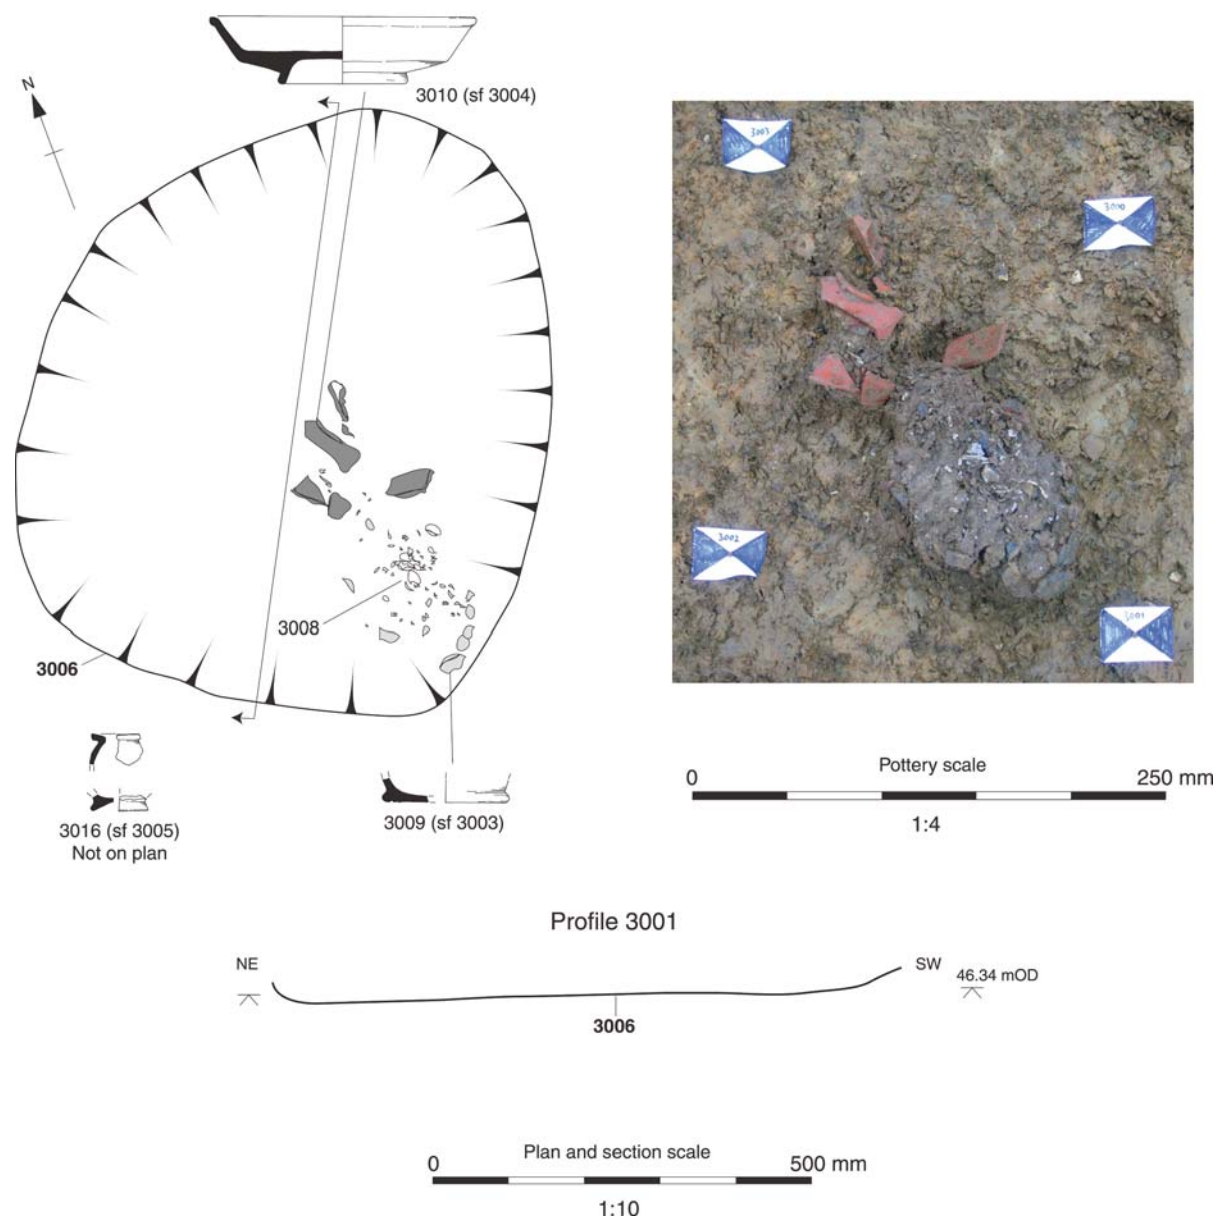 3010 (sf 3004)
N
3003
3000
3002
3001
3008
3006
3016 (sf 3005)
Not on plan
3009 (sf 3003)
Pottery scale
0 250 mm
1:4
Profile 3001
NE SW 46.34 mOD
3006
Plan and section scale
0 500 mm
1:10